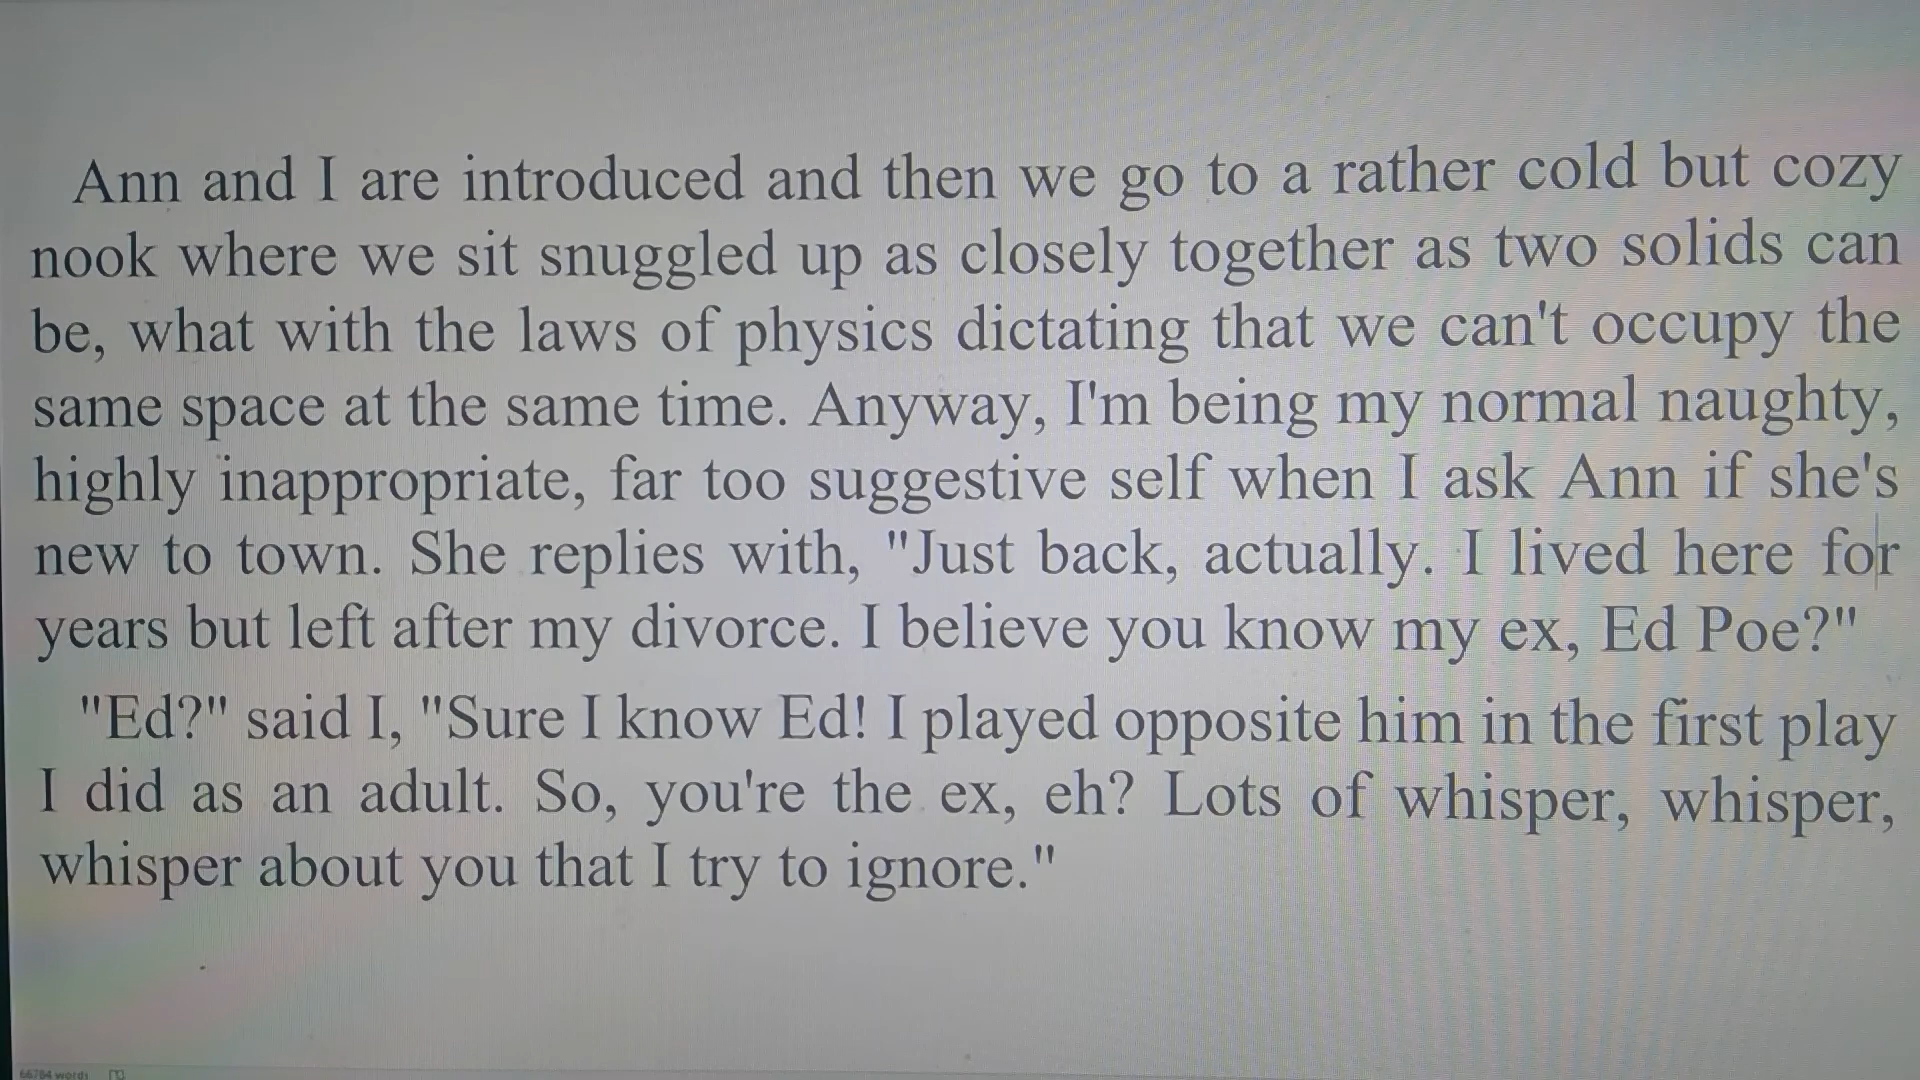 Ann and I are introduced and then we go to a rather cold but cozy
nook where we sit snuggled up as closely together as two solids can
be, what with the laws of physics dictating that we can't occupy the
same space at the same time. Anyway, I'm being my normal naughty,
highly inappropriate, far too suggestive self when I ask Ann if she's
new to town. She replies with, "Just back, actually. I lived here for
years but left after my divorce. I believe you know my ex, Ed Poe?"
"Ed?" said I, "Sure I know Ed! I played opposite him in the first play
I did as an adult. So, you're the ex, eh? Lots of whisper, whisper,
whisper about you that I try to ignore."
66784 words